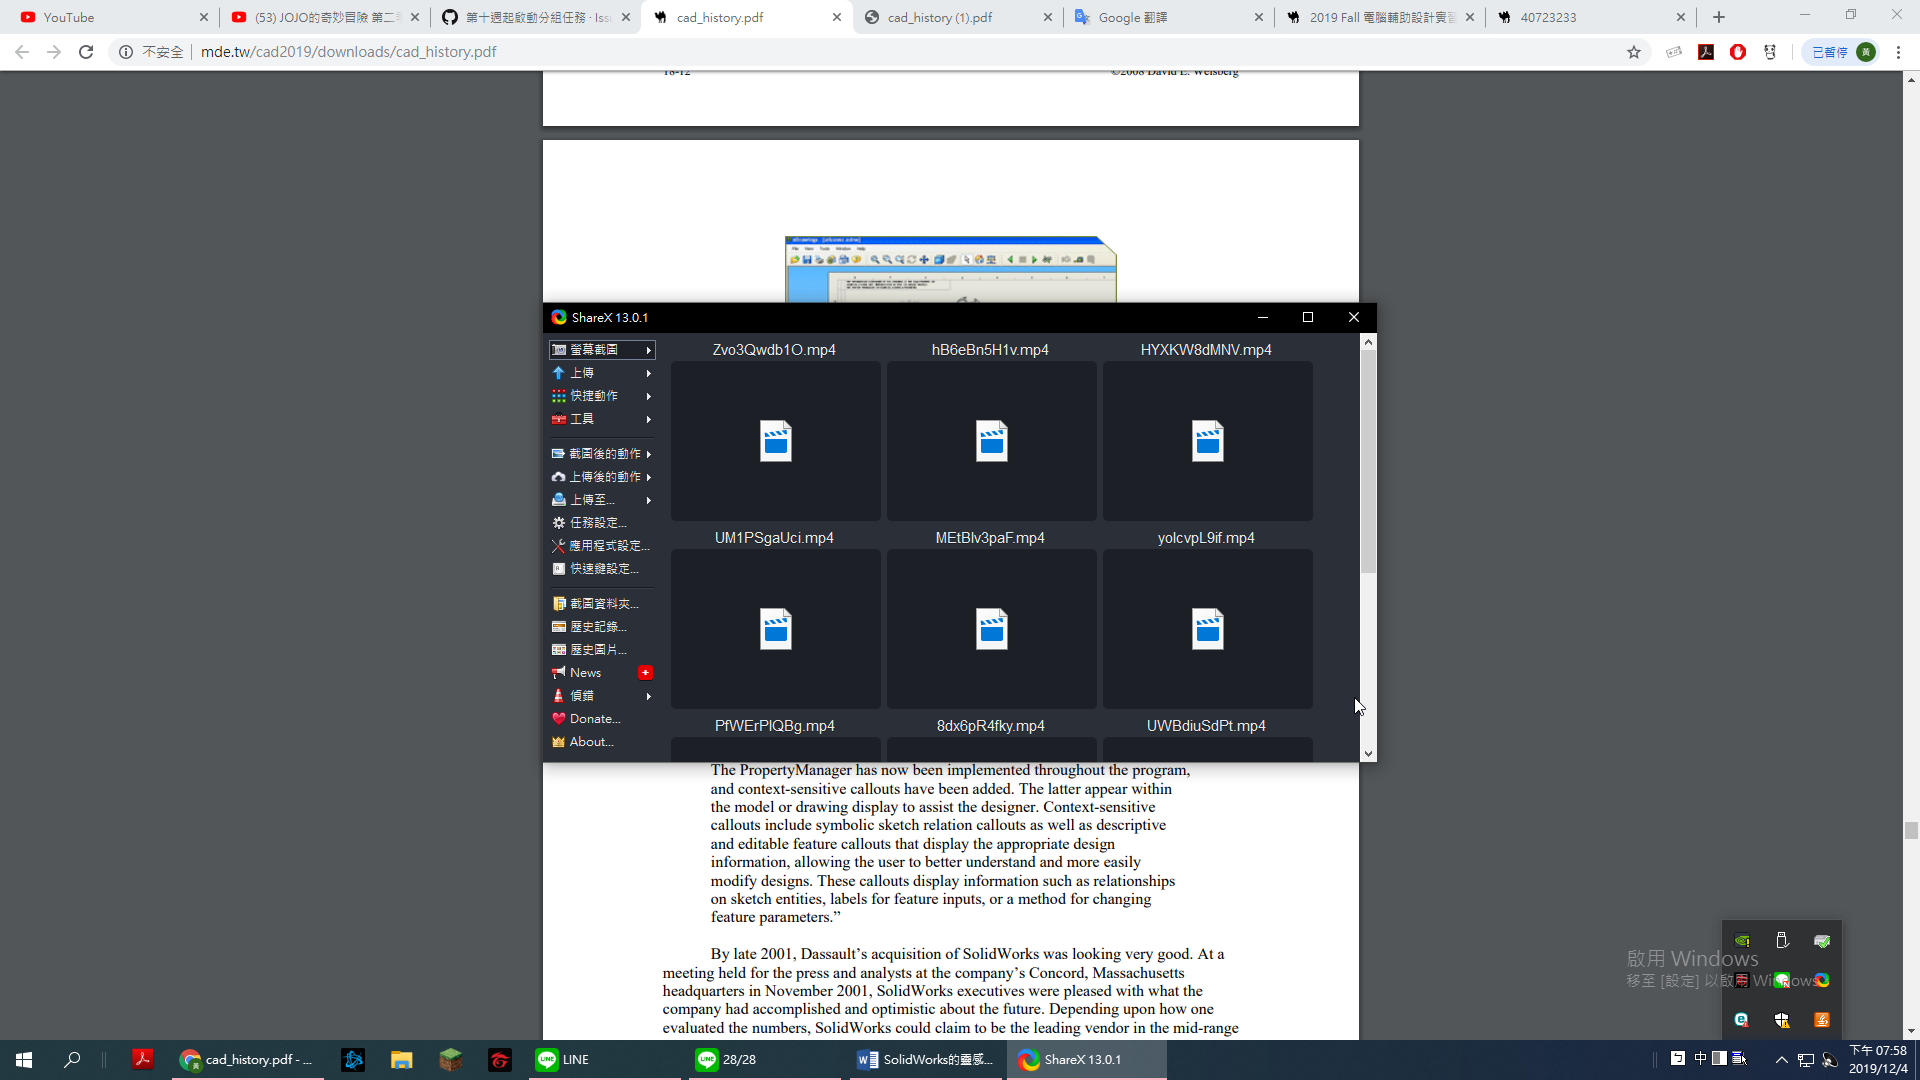 YouTube
(53) JOJO的奇妙冒險 第二季
第十週起啟動分組任務 · Issu
cad_history.pdf
cad_history (1).pdf
Google 翻譯
2019 Fall 電腦輔助設計實習
40723233
不安全
mde.tw/cad2019/downloads/cad_history.pdf
已暫停
黃
18-12
©2008 David E. Weisberg
ShareX 13.0.1
螢幕截圖
上傳
快捷動作
工具
截圖後的動作
上傳後的動作
上傳至...
任務設定...
應用程式設定...
快速鍵設定...
截圖資料夾...
歷史記錄...
歷史圖片...
News
偵錯
Donate...
About...
Zvo3Qwdb1O.mp4
hB6eBn5H1v.mp4
HYXKW8dMNV.mp4
UM1PSgaUci.mp4
MEtBlv3paF.mp4
yolcvpL9if.mp4
PfWErPlQBg.mp4
8dx6pR4fky.mp4
UWBdiuSdPt.mp4
The PropertyManager has now been implemented throughout the program,
and context-sensitive callouts have been added. The latter appear within
the model or drawing display to assist the designer. Context-sensitive
callouts include symbolic sketch relation callouts as well as descriptive
and editable feature callouts that display the appropriate design
information, allowing the user to better understand and more easily
modify designs. These callouts display information such as relationships
on sketch entities, labels for feature inputs, or a method for changing
feature parameters.”
By late 2001, Dassault’s acquisition of SolidWorks was looking very good. At a
meeting held for the press and analysts at the company’s Concord, Massachusetts
headquarters in November 2001, SolidWorks executives were pleased with what the
company had accomplished and optimistic about the future. Depending upon how one
evaluated the numbers, SolidWorks could claim to be the leading vendor in the mid-range
啟用 Windows
移至 [設定] 以啟用 Windows
cad_history.pdf - ...
LINE
28/28
SolidWorks的靈感...
ShareX 13.0.1
中
下午 07:58
2019/12/4